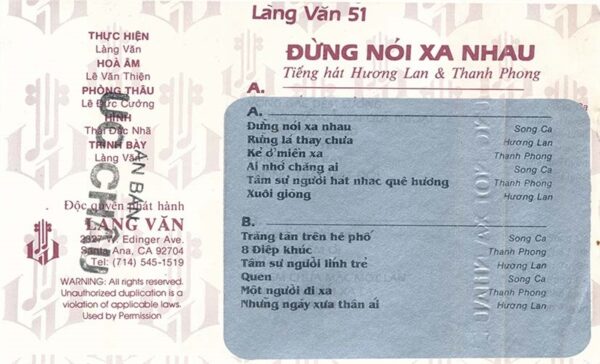 Làng Văn 51
ĐỪNG NÓI XA NHAU
Tiếng hát Hương Lan & Thanh Phong
THỰC HIỆN
Làng Văn
HOÀ ÂM
Lê Văn Thiện
PHÒNG THÂU
Lê Đức Cường
HÌNH
Thái Đắc Nhã
TRÌNH BÀY
Làng Văn
ẤN BẢN
ÚC CHÂU
Độc quyền phát hành
LÀNG VĂN
2327 W. Edinger Ave.
Santa Ana, CA 92704
Tel: (714) 545-1519
WARNING: All rights reserved.
Unauthorized duplication is a
violation of applicable laws.
Used by Permission
A.
A.
Đừng nói xa nhau Song Ca
Rừng lá thay chưa Hương Lan
Kẻ ở miền xa Thanh Phong
Ai nhớ chăng ai Song Ca
Tâm sự người hát nhạc quê hương Thanh Phong
Xuôi giòng Hương Lan
B.
Trăng tàn trên hè phố Song Ca
8 Điệp khúc Thanh Phong
Tâm sự người lính trẻ Hương Lan
Quen Song Ca
Một người đi xa Thanh Phong
Những ngày xưa thân ái Hương Lan